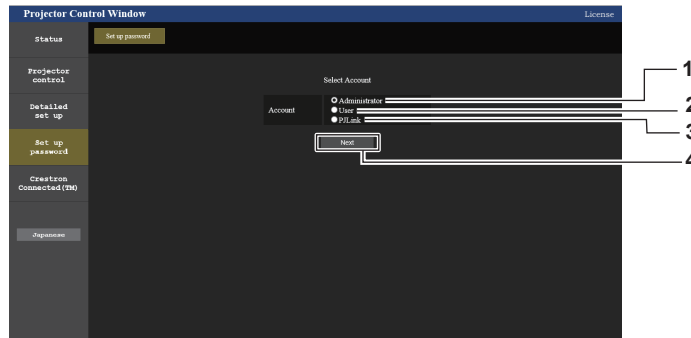 Projector Control Window
License
Status
Set up password
Projector
control
Detailed
set up
Set up
password
Crestron
Connected(TM)
Japanese
Select Account
Account
Administrator
User
PJLink
Next
1
2
3
4